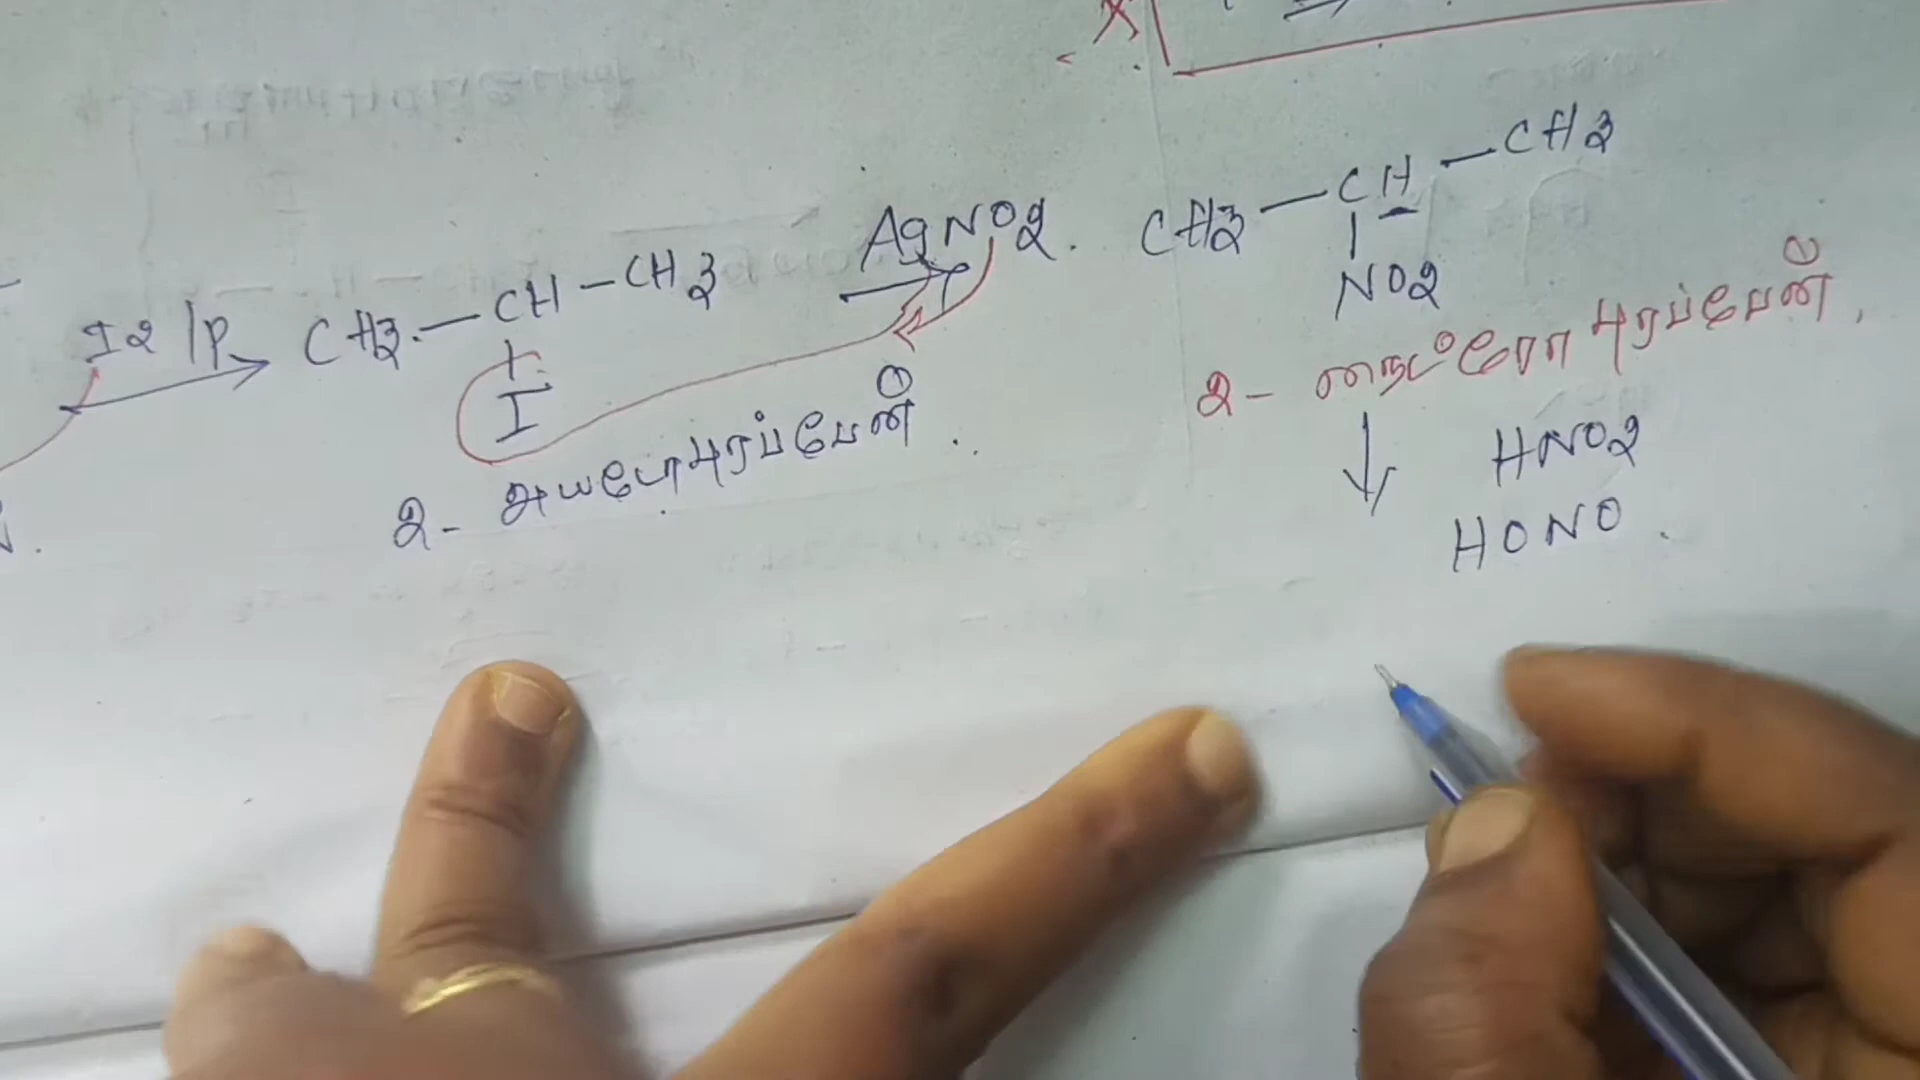 I2 /P CH3 — CH — CH3 AgNO2. CH3 — CH — CH3
I
NO2
2 - அயடோபுரப்பேன் .
2 - நைட்ரோ புரப்பேன் ,
HNO2
HONO .